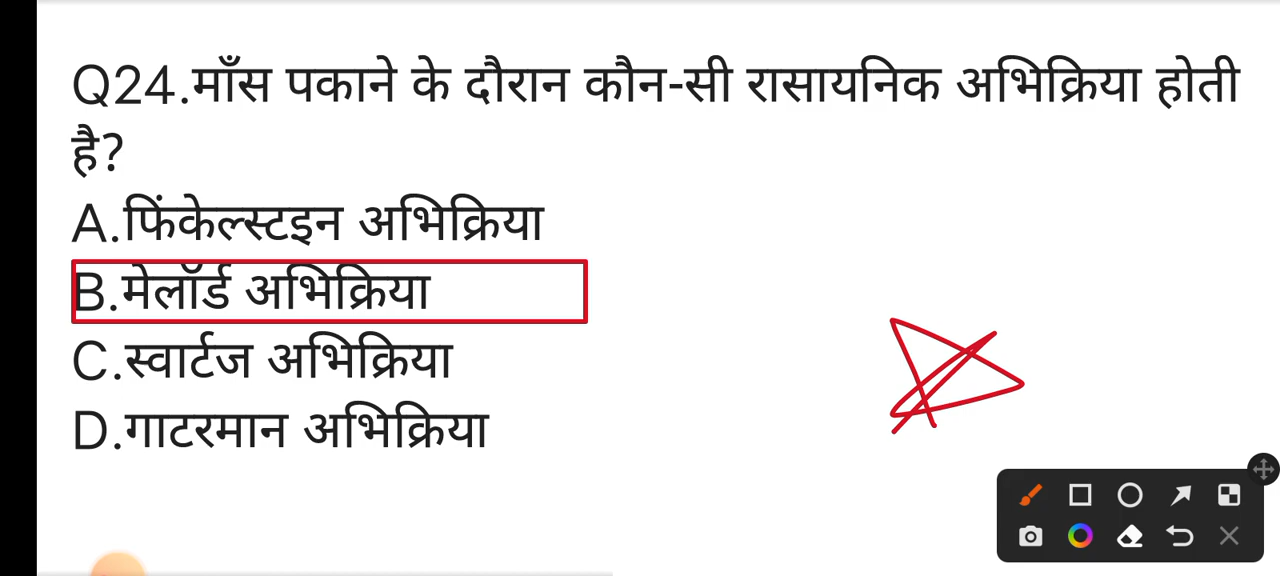 Q24.माँस पकाने के दौरान कौन-सी रासायनिक अभिक्रिया होती
है?
A.फिंकेल्स्टइन अभिक्रिया
B.मेलॉर्ड अभिक्रिया
C.स्वार्टज अभिक्रिया
D.गाटरमान अभिक्रिया